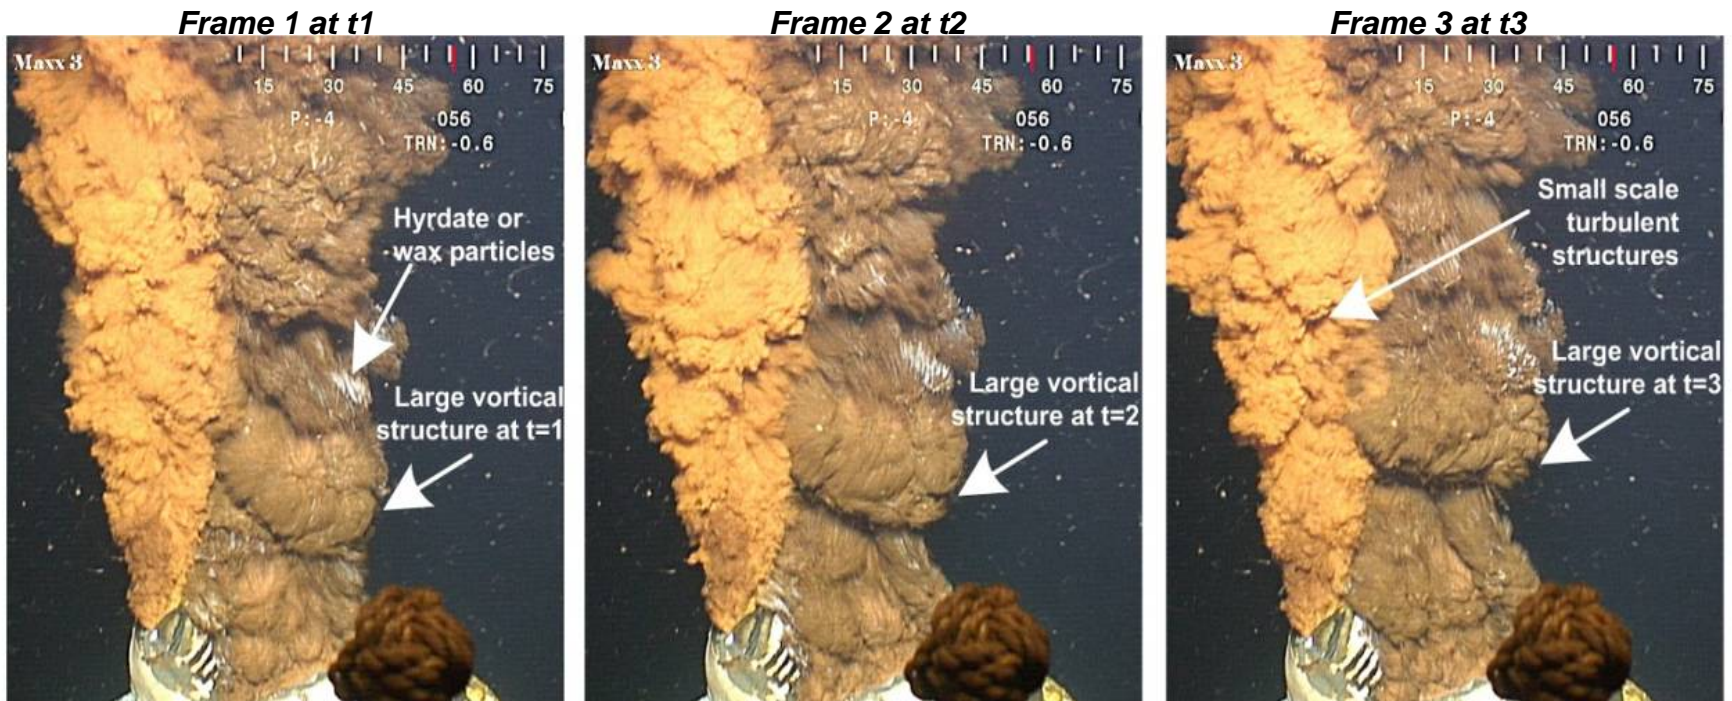 Frame 1 at t1
Maxx 3
15 30 45 60 75
P:-4 056
TRN:-0.6
Hyrdate or
wax particles
Large vortical
structure at t=1
Frame 2 at t2
Maxx 3
15 30 45 60 75
P:-4 056
TRN:-0.6
Large vortical
structure at t=2
Frame 3 at t3
Maxx 3
15 30 45 60 75
P:-4 056
TRN:-0.6
Small scale
turbulent
structures
Large vortical
structure at t=3